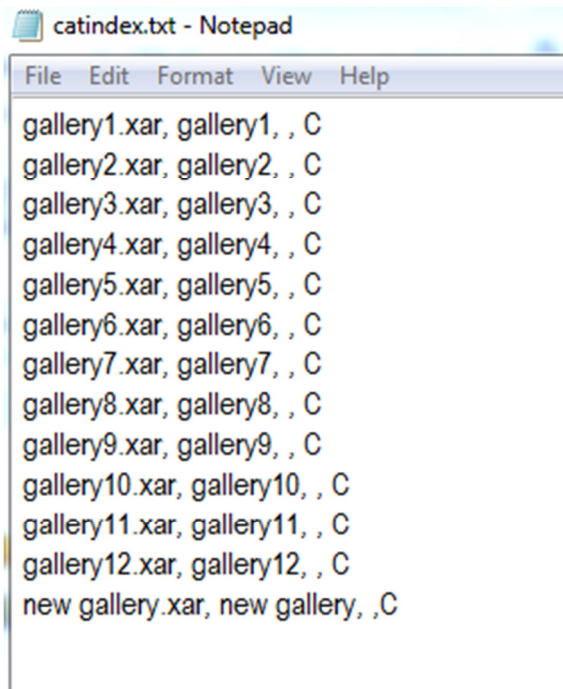 catindex.txt - Notepad
File Edit Format View Help
gallery1.xar, gallery1, , C
gallery2.xar, gallery2, , C
gallery3.xar, gallery3, , C
gallery4.xar, gallery4, , C
gallery5.xar, gallery5, , C
gallery6.xar, gallery6, , C
gallery7.xar, gallery7, , C
gallery8.xar, gallery8, , C
gallery9.xar, gallery9, , C
gallery10.xar, gallery10, , C
gallery11.xar, gallery11, , C
gallery12.xar, gallery12, , C
new gallery.xar, new gallery, ,C